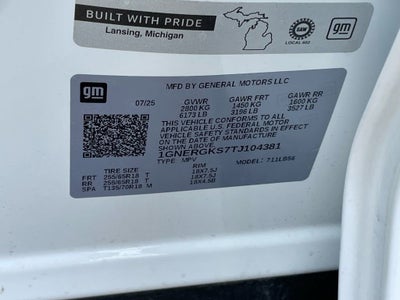 BUILT WITH PRIDE
Lansing, Michigan
UAW
LOCAL 602
gm
gm
MFD BY GENERAL MOTORS LLC
07/25 GVWR GAWR FRT GAWR RR
2800 KG 1450 KG 1600 KG
6173 LB 3196 LB 3527 LB
THIS VEHICLE CONFORMS TO ALL
APPLICABLE U.S. FEDERAL MOTOR
VEHICLE SAFETY STANDARDS IN EFFECT
ON THE DATE OF MANUFACTURE
SHOWN ABOVE.
1GNERGKS7TJ104381
TYPE: MPV
TIRE SIZE RIM
FRT 255/65R18 T 18X7.5J
RR 255/65R18 T 18X7.5J
SPA T135/70R18 M 18X4.5B